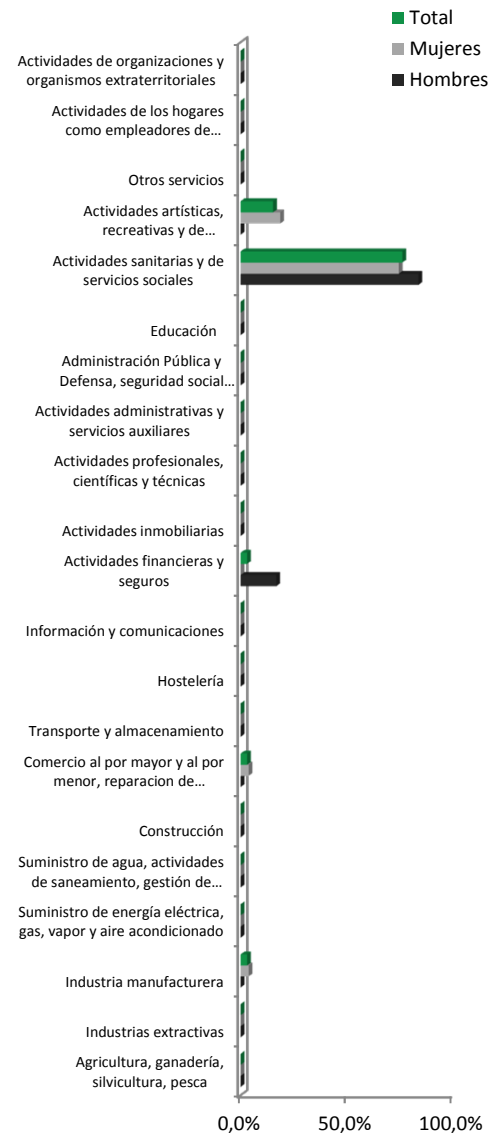 Total
Mujeres
Hombres
Actividades de organizaciones y
organismos extraterritoriales
Actividades de los hogares
como empleadores de…
Otros servicios
Actividades artísticas,
recreativas y de…
Actividades sanitarias y de
servicios sociales
Educación
Administración Pública y
Defensa, seguridad social…
Actividades administrativas y
servicios auxiliares
Actividades profesionales,
científicas y técnicas
Actividades inmobiliarias
Actividades financieras y
seguros
Información y comunicaciones
Hostelería
Transporte y almacenamiento
Comercio al por mayor y al por
menor, reparacion de…
Construcción
Suministro de agua, actividades
de saneamiento, gestión de…
Suministro de energía eléctrica,
gas, vapor y aire acondicionado
Industria manufacturera
Industrias extractivas
Agricultura, ganadería,
silvicultura, pesca
0,0% 50,0% 100,0%